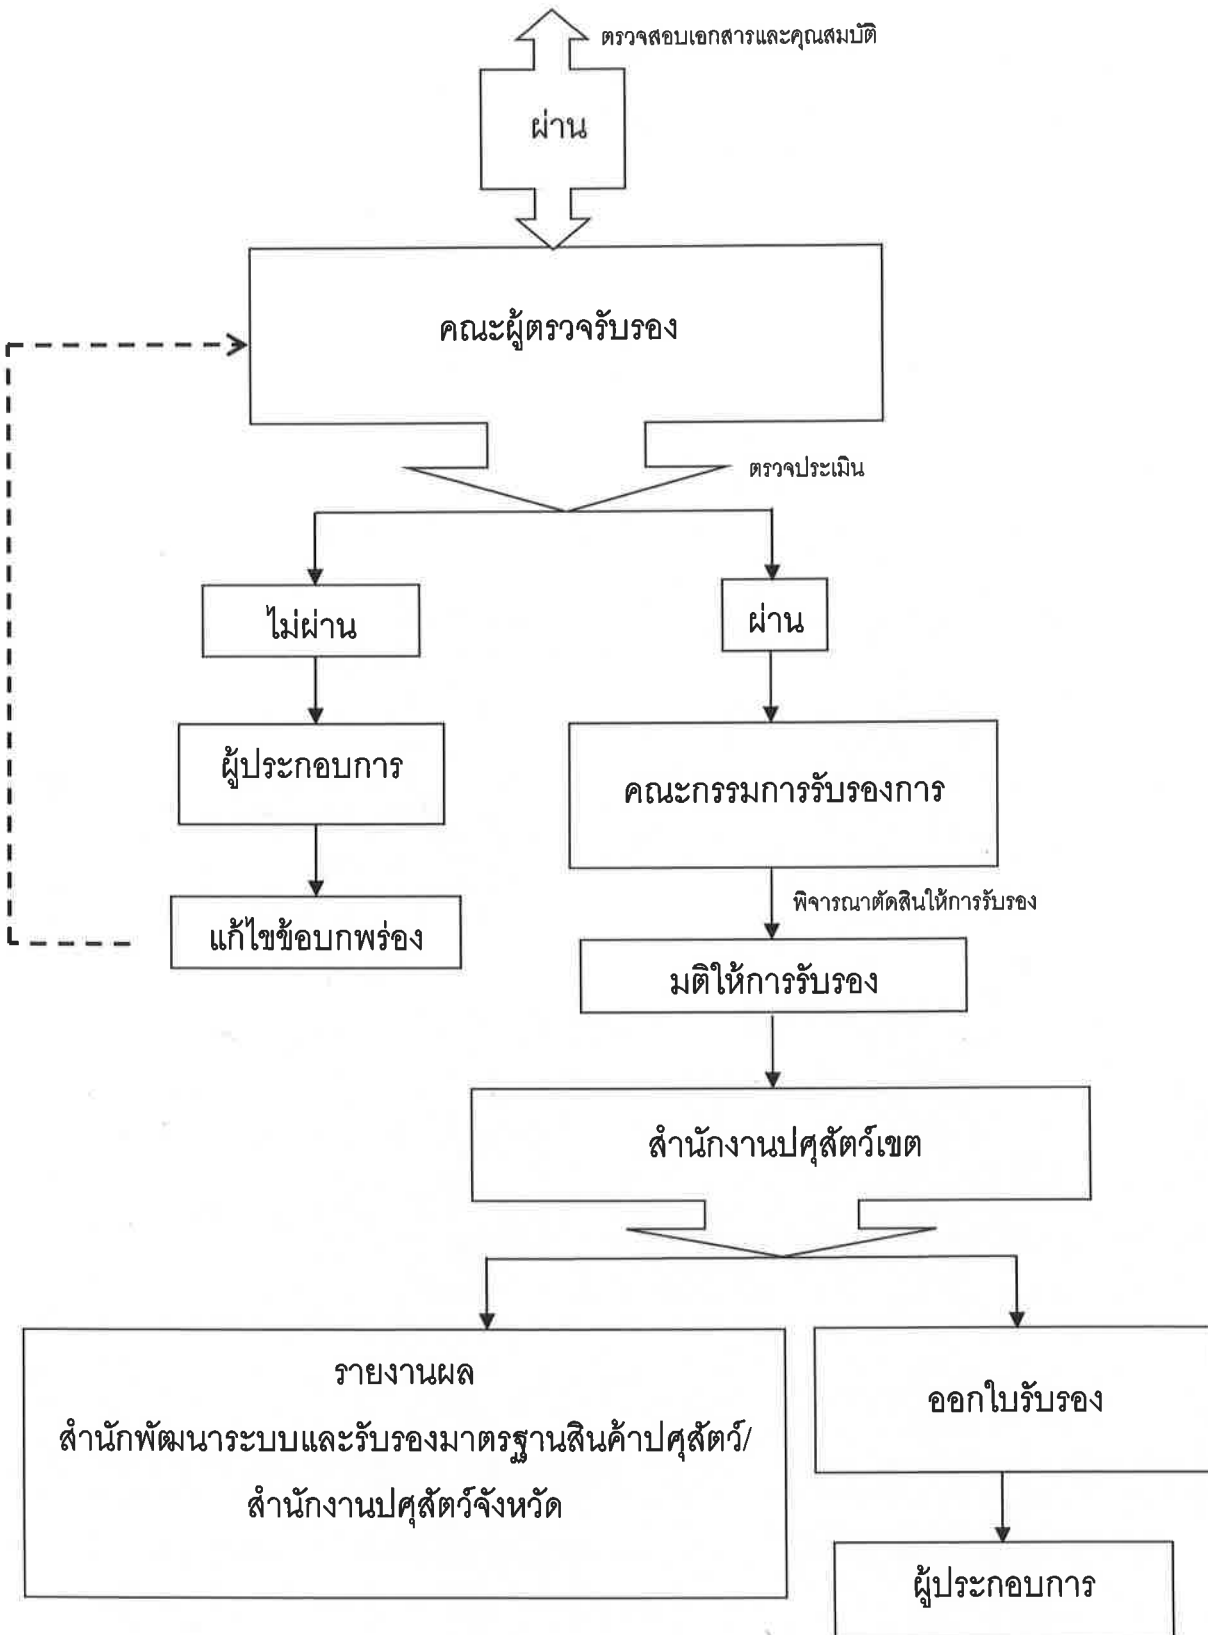 ตรวจสอบเอกสารและคุณสมบัติ
ผ่าน
คณะผู้ตรวจรับรอง
ตรวจประเมิน
ไม่ผ่าน
ผ่าน
ผู้ประกอบการ
คณะกรรมการรับรองการ
พิจารณาตัดสินให้การรับรอง
แก้ไขข้อบกพร่อง
มติให้การรับรอง
สำนักงานปศุสัตว์เขต
รายงานผล
สำนักพัฒนาระบบและรับรองมาตรฐานสินค้าปศุสัตว์/
สำนักงานปศุสัตว์จังหวัด
ออกใบรับรอง
ผู้ประกอบการ